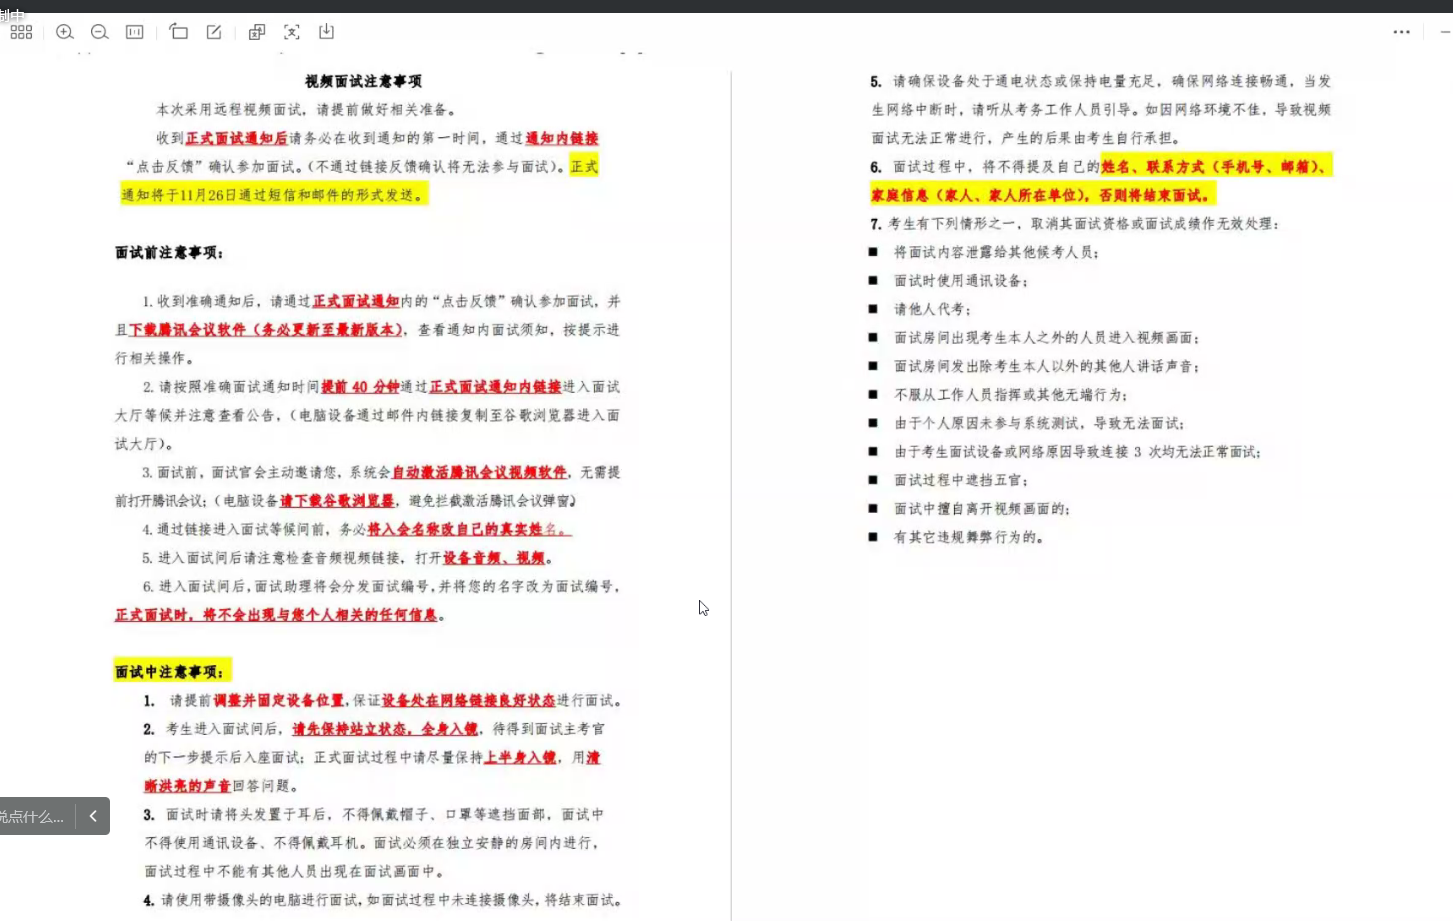 制中
视频面试注意事项
本次采用远程视频面试，请提前做好相关准备。
收到正式面试通知后请务必在收到通知的第一时间，通过通知内链接
“点击反馈”确认参加面试。（不通过链接反馈确认将无法参与面试）。正式
通知将于11月26日通过短信和邮件的形式发送。
面试前注意事项：
1. 收到准确通知后，请通过正式面试通知内的“点击反馈”确认参加面试，并
且下载腾讯会议软件（务必更新至最新版本），查看通知内面试须知，按提示进
行相关操作。
2. 请按照准确面试通知时间提前 40 分钟通过正式面试通知内链接进入面试
大厅等候并注意查看公告，（电脑设备通过邮件内链接复制至谷歌浏览器进入面
试大厅）。
3. 面试前，面试官会主动邀请您，系统会自动激活腾讯会议视频软件，无需提
前打开腾讯会议；（电脑设备请下载谷歌浏览器，避免拦截激活腾讯会议弹窗）
4. 通过链接进入面试等候间前，务必将入会名称改自己的真实姓名。
5. 进入面试间后请注意检查音频视频链接，打开设备音频、视频。
6. 进入面试间后，面试助理将会分发面试编号，并将您的名字改为面试编号，
正式面试时，将不会出现与您个人相关的任何信息。
面试中注意事项：
1. 请提前调整并固定设备位置，保证设备处在网络链接良好状态进行面试。
2. 考生进入面试间后，请先保持站立状态，全身入镜，待得到面试主考官
的下一步提示后入座面试；正式面试过程中请尽量保持上半身入镜，用清
晰洪亮的声音回答问题。
3. 面试时请将头发置于耳后，不得佩戴帽子、口罩等遮挡面部，面试中
不得使用通讯设备、不得佩戴耳机。面试必须在独立安静的房间内进行，
面试过程中不能有其他人员出现在面试画面中。
4. 请使用带摄像头的电脑进行面试，如面试过程中未连接摄像头，将结束面试。
说点什么...
5. 请确保设备处于通电状态或保持电量充足，确保网络连接畅通，当发
生网络中断时，请听从考务工作人员引导。如因网络环境不佳，导致视频
面试无法正常进行，产生的后果由考生自行承担。
6. 面试过程中，将不得提及自己的姓名、联系方式（手机号、邮箱）、
家庭信息（家人、家人所在单位），否则将结束面试。
7. 考生有下列情形之一，取消其面试资格或面试成绩作无效处理：
■ 将面试内容泄露给其他候考人员；
■ 面试时使用通讯设备；
■ 请他人代考；
■ 面试房间出现考生本人之外的人员进入视频画面；
■ 面试房间发出除考生本人以外的其他人讲话声音；
■ 不服从工作人员指挥或其他无端行为；
■ 由于个人原因未参与系统测试，导致无法面试；
■ 由于考生面试设备或网络原因导致连接 3 次均无法正常面试；
■ 面试过程中遮挡五官；
■ 面试中擅自离开视频画面的；
■ 有其它违规舞弊行为的。